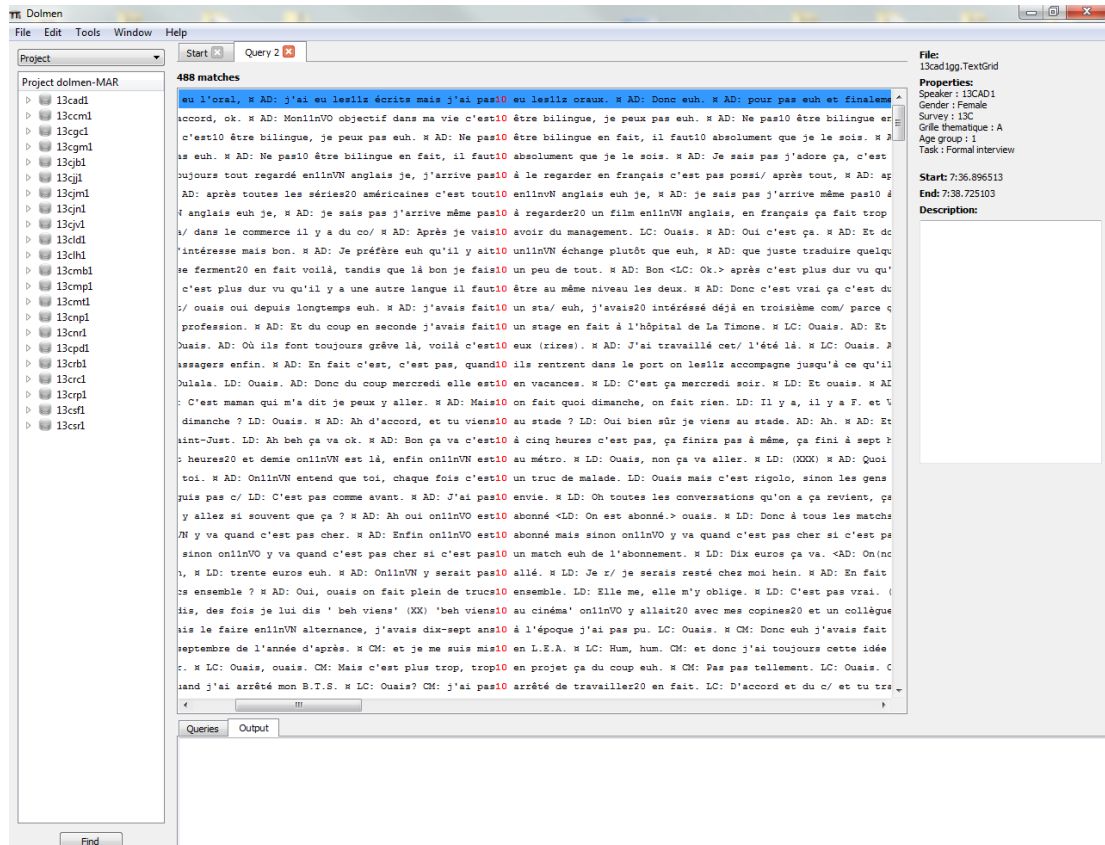 Dolmen
File Edit Tools Window Help
Project
Project dolmen-MAR
13cad1
13ccm1
13cgc1
13cgm1
13cjb1
13cjj1
13cjm1
13cjn1
13cjv1
13cld1
13clh1
13cmb1
13cmp1
13cmt1
13cnp1
13cnr1
13cpd1
13crb1
13crc1
13crp1
13csf1
13csr1
Find
Start Query 2
488 matches
eu l'oral, ¤ AD: j'ai eu les11z écrits mais j'ai pas10 eu les11z oraux. ¤ AD: Donc euh. ¤ AD: pour pas euh et finaleme
accord, ok. ¤ AD: Mon11nVO objectif dans ma vie c'est10 être bilingue, je peux pas euh. ¤ AD: Ne pas10 être bilingue en
c'est10 être bilingue, je peux pas euh. ¤ AD: Ne pas10 être bilingue en fait, il faut10 absolument que je le sois. ¤ A
as euh. ¤ AD: Ne pas10 être bilingue en fait, il faut10 absolument que je le sois. ¤ AD: Je sais pas j'adore ça, c'est
oujours tout regardé en11nVN anglais je, j'arrive pas10 à le regarder en français c'est pas possi/ après tout, ¤ AD: ap
AD: après toutes les séries20 américaines c'est tout10 en11nVN anglais euh je, ¤ AD: je sais pas j'arrive même pas10 à
N anglais euh je, ¤ AD: je sais pas j'arrive même pas10 à regarder20 un film en11nVN anglais, en français ça fait trop
a/ dans le commerce il y a du co/ ¤ AD: Après je vais10 avoir du management. LC: Ouais. ¤ AD: Oui c'est ça. ¤ AD: Et do
'intéresse mais bon. ¤ AD: Je préfère euh qu'il y ait10 un11nVN échange plutôt que euh, ¤ AD: que juste traduire quelqu
se ferment20 en fait voilà, tandis que là bon je fais10 un peu de tout. ¤ AD: Bon <LC: Ok.> après c'est plus dur vu qu'
c'est plus dur vu qu'il y a une autre langue il faut10 être au même niveau les deux. ¤ AD: Donc c'est vrai ça c'est du
c/ ouais oui depuis longtemps euh. ¤ AD: j'avais fait10 un sta/ euh, j'avais20 intéréssé déjà en troisième com/ parce q
profession. ¤ AD: Et du coup en seconde j'avais fait10 un stage en fait à l'hôpital de La Timone. ¤ LC: Ouais. AD: Et
Ouais. AD: Où ils font toujours grève là, voilà c'est10 eux (rires). ¤ AD: J'ai travaillé cet/ l'été là. ¤ LC: Ouais. A
assagers enfin. ¤ AD: En fait c'est, c'est pas, quand10 ils rentrent dans le port on les11z accompagne jusqu'à ce qu'il
Oulala. LD: Ouais. AD: Donc du coup mercredi elle est10 en vacances. ¤ LD: C'est ça mercredi soir. ¤ LD: Et ouais. ¤ AD
: C'est maman qui m'a dit je peux y aller. ¤ AD: Mais10 on fait quoi dimanche, on fait rien. LD: Il y a, il y a F. et V
dimanche ? LD: Ouais. ¤ AD: Ah d'accord, et tu viens10 au stade ? ¤ LD: Oui bien sûr je viens au stade. AD: Ah. ¤ AD: Et
aint-Just. LD: Ah beh ça va ok. ¤ AD: Bon ça va c'est10 à cinq heures c'est pas, ça finira pas à même, ça fini à sept h
t heures20 et demie on11nVN est là, enfin on11nVN est10 au métro. ¤ LD: Ouais, non ça va aller. ¤ LD: (XXX) ¤ AD: Quoi
toi. ¤ AD: On11nVN entend que toi, chaque fois c'est10 un truc de malade. LD: Ouais mais c'est rigolo, sinon les gens
guis pas c/ LD: C'est pas comme avant. ¤ AD: J'ai pas10 envie. ¤ LD: Oh toutes les conversations qu'on a ça revient, ça
y allez si souvent que ça ? ¤ AD: Ah oui on11nVO est10 abonné <LD: On est abonné.> ouais. ¤ LD: Donc à tous les matchs
/N y va quand c'est pas cher. ¤ AD: Enfin on11nVO est10 abonné mais sinon on11nVO y va quand c'est pas cher si c'est pa
sinon on11nVO y va quand c'est pas cher si c'est pas10 un match euh de l'abonnement. ¤ LD: Dix euros ça va. <AD: On(no
n, ¤ LD: trente euros euh. ¤ AD: On11nVN y serait pas10 allé. ¤ LD: Je r/ je serais resté chez moi hein. ¤ AD: En fait
cs ensemble ? ¤ AD: Oui, ouais on fait plein de trucs10 ensemble. LD: Elle me, elle m'y oblige. ¤ LD: C'est pas vrai. (
dis, des fois je lui dis ' beh viens' (XX) 'beh viens10 au cinéma' on11nVO y allait20 avec mes copines20 et un collègue
ais le faire en11nVN alternance, j'avais dix-sept ans10 à l'époque j'ai pas pu. LC: Ouais. ¤ CM: Donc euh j'avais fait
septembre de l'année d'après. ¤ CM: et je me suis mis10 en L.E.A. ¤ LC: Hum, hum. CM: et donc j'ai toujours cette idée
r. ¤ LC: Ouais, ouais. CM: Mais c'est plus trop, trop10 en projet ça du coup euh. ¤ CM: Pas pas tellement. LC: Ouais. C
uand j'ai arrêté mon B.T.S. ¤ LC: Ouais? CM: j'ai pas10 arrêté de travailler20 en fait. LC: D'accord et du c/ et tu tra
Queries Output
File:
13cad1gg.TextGrid
Properties:
Speaker : 13CAD1
Gender : Female
Survey : 13C
Grille thematique : A
Age group : 1
Task : Formal interview
Start: 7:36.896513
End: 7:38.725103
Description: